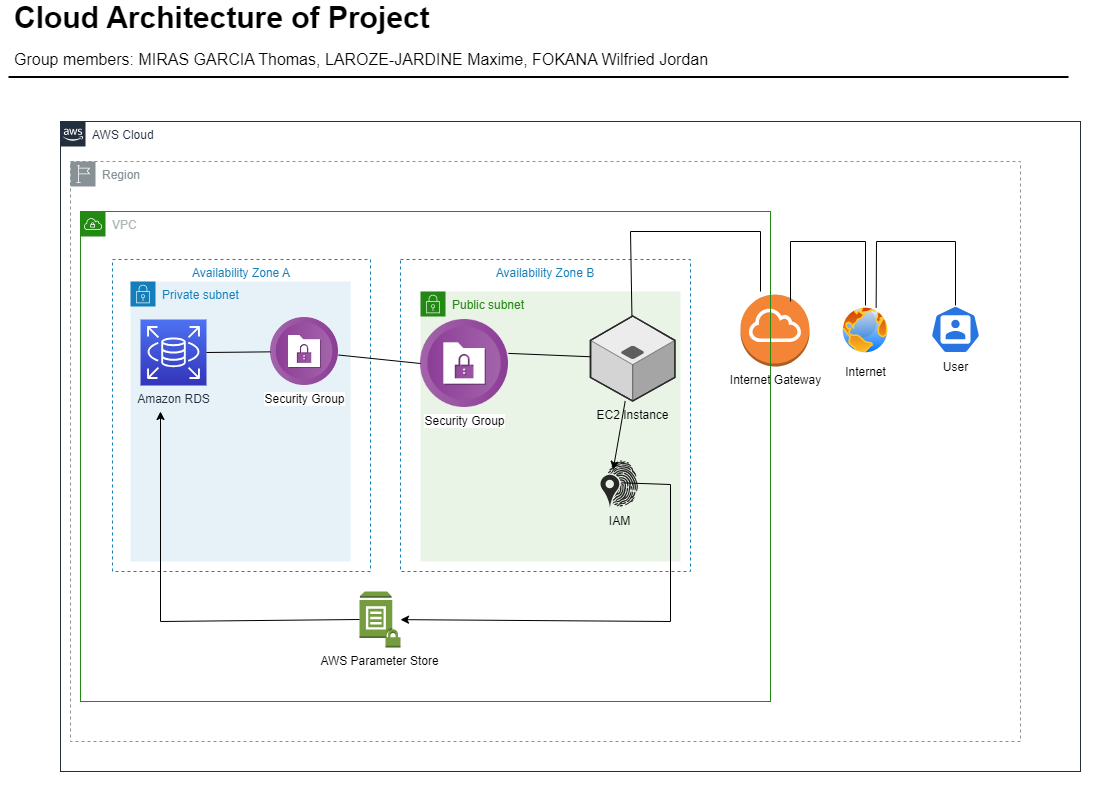 Cloud Architecture of Project
Group members: MIRAS GARCIA Thomas, LAROZE-JARDINE Maxime, FOKANA Wilfried Jordan
aws
AWS Cloud
Region
VPC
Availability Zone A
Availability Zone B
Private subnet
Public subnet
Amazon RDS
Security Group
Security Group
EC2 Instance
Internet Gateway
Internet
User
IAM
AWS Parameter Store